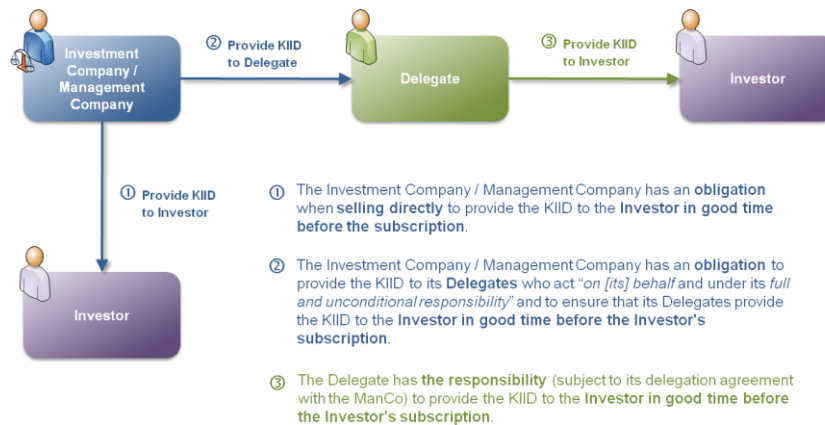 Investment
Company /
Management
Company
② Provide KIID
to Delegate
Delegate
③ Provide KIID
to Investor
Investor
① Provide KIID
to Investor
Investor
① The Investment Company / Management Company has an obligation
when selling directly to provide the KIID to the Investor in good time
before the subscription.
② The Investment Company / Management Company has an obligation to
provide the KIID to its Delegates who act “on [its] behalf and under its full
and unconditional responsibility” and to ensure that its Delegates provide
the KIID to the Investor in good time before the Investor's
subscription.
③ The Delegate has the responsibility (subject to its delegation agreement
with the ManCo) to provide the KIID to the Investor in good time before
the Investor's subscription.